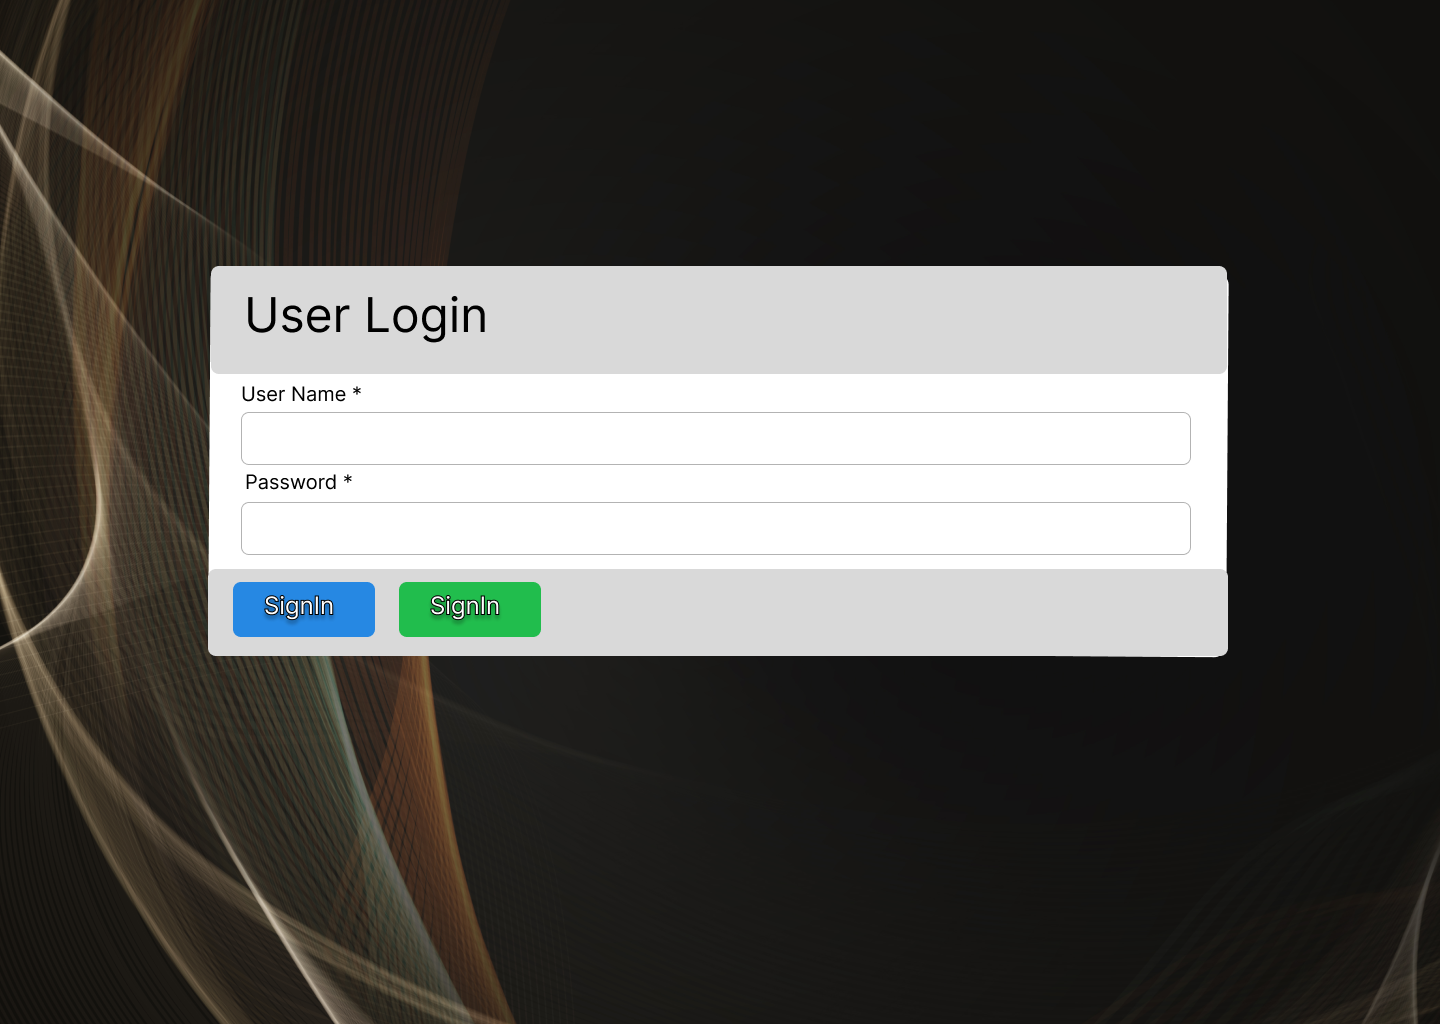 User Login
User Name *
Password *
SignIn SignIn